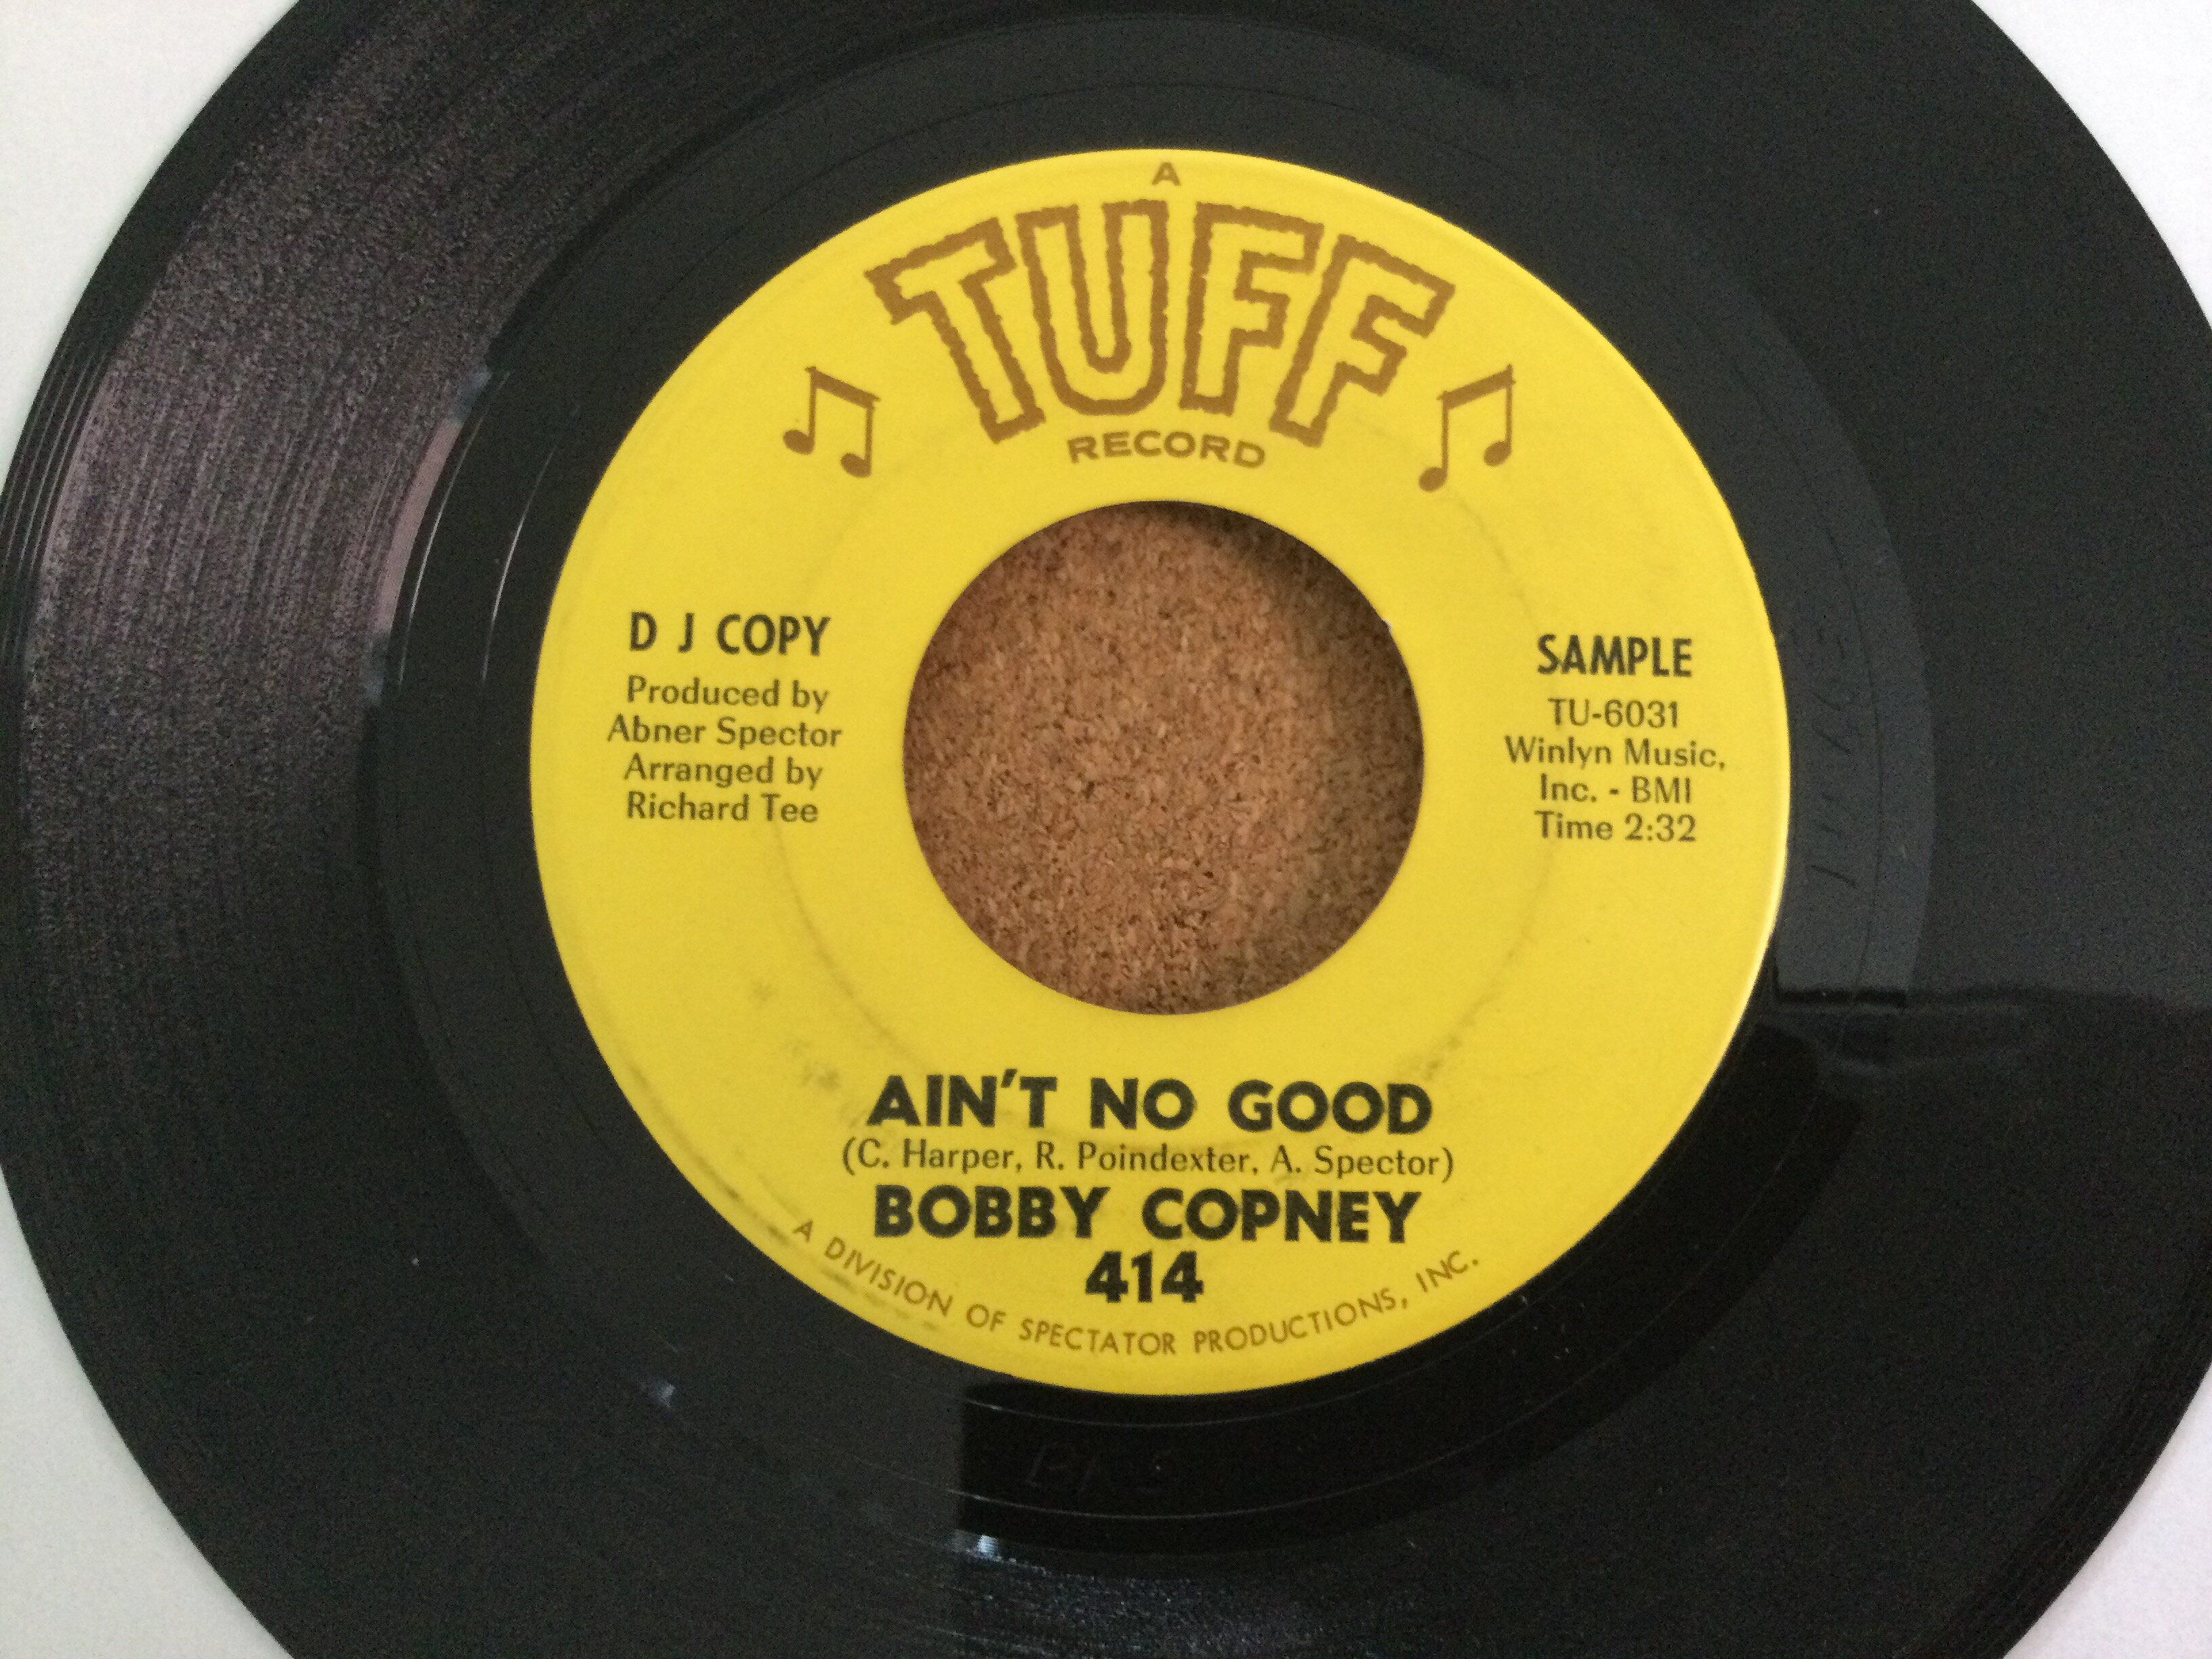 A
TUFF
RECORD
D J COPY
Produced by
Abner Spector
Arranged by
Richard Tee
SAMPLE
TU-6031
Winlyn Music,
Inc. - BMI
Time 2:32
AIN'T NO GOOD
(C. Harper, R. Poindexter, A. Spector)
BOBBY COPNEY
414
A DIVISION OF SPECTATOR PRODUCTIONS, INC.